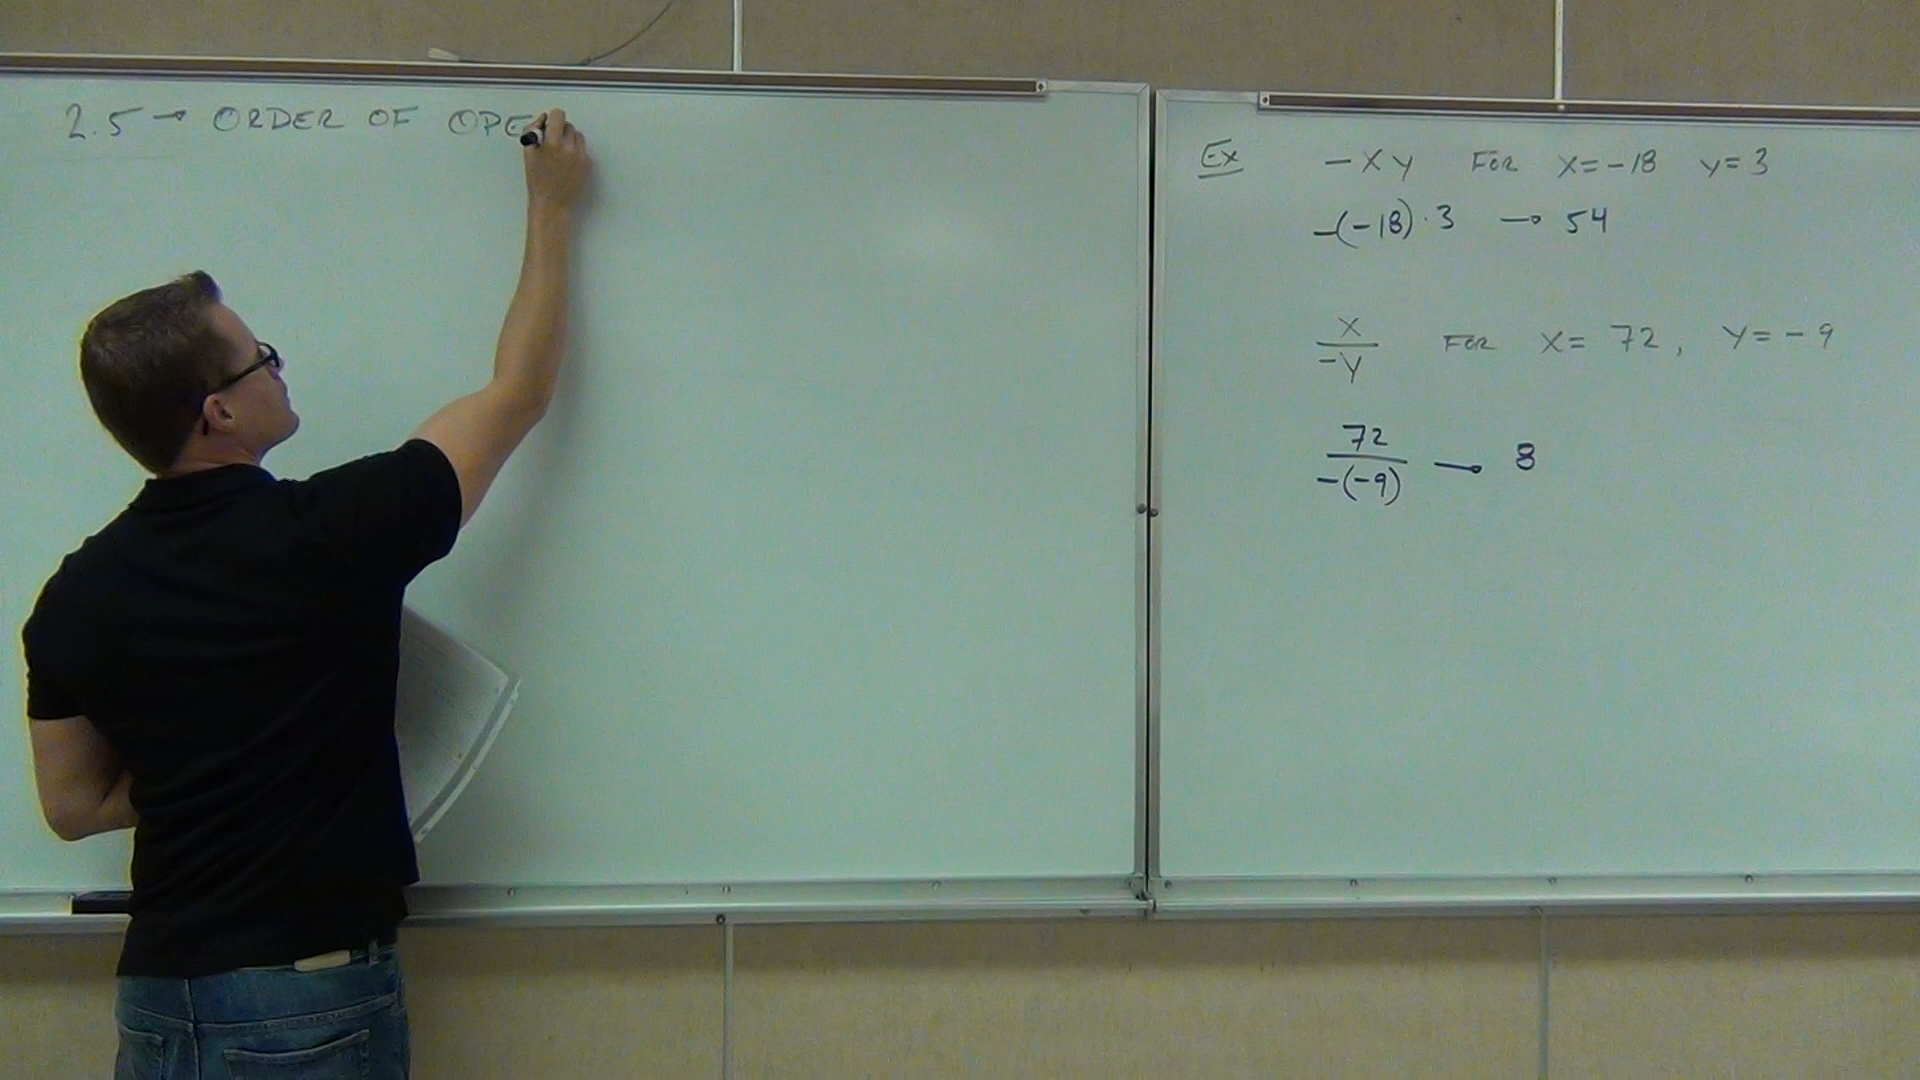 2.5 → ORDER OF OPE
Ex -XY FOR X=-18 Y=3
-(-18)·3 → 54
X/-Y FOR X= 72, Y=-9
72/-(-9) → 8